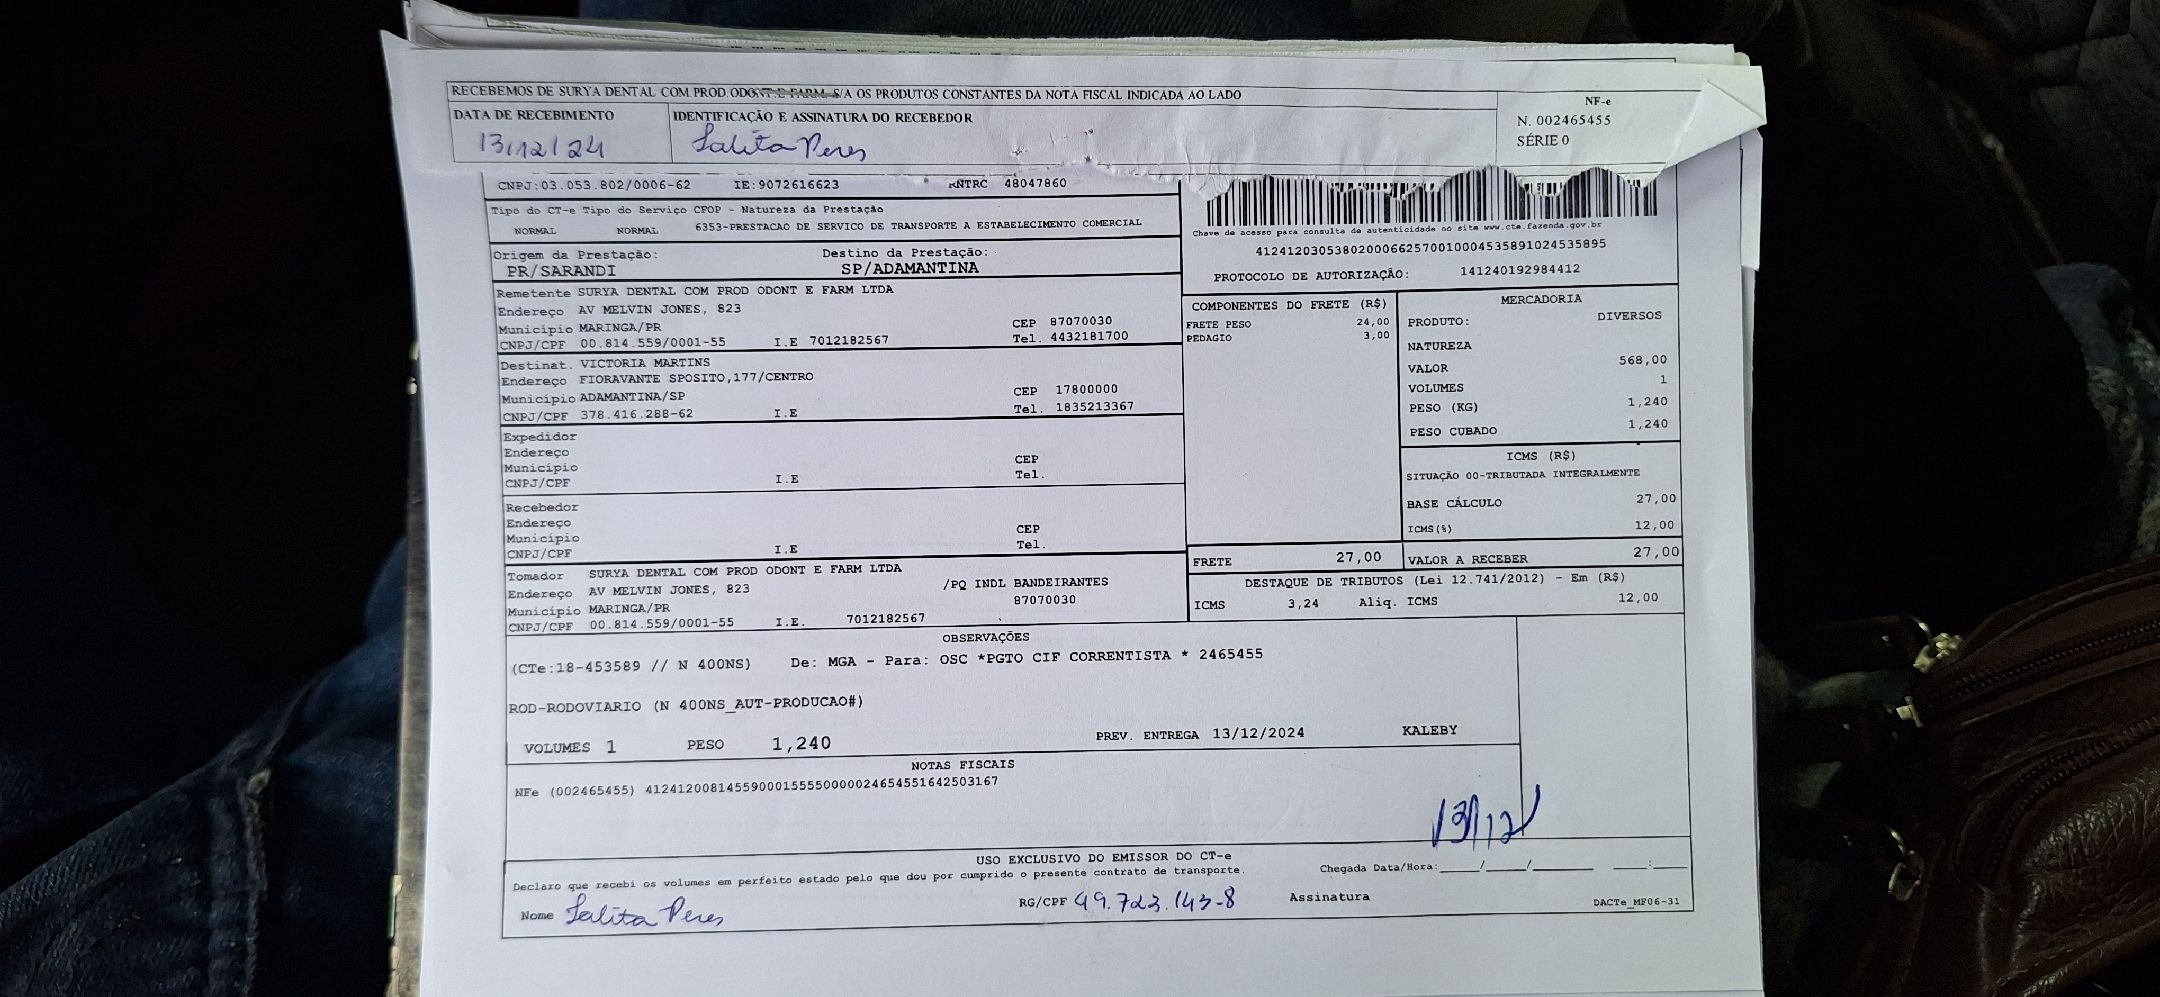 RECEBEMOS DE SURYA DENTAL COM PROD ODONT E FARM S/A OS PRODUTOS CONSTANTES DA NOTA FISCAL INDICADA AO LADO
NF-e
N. 002465455
SÉRIE 0
DATA DE RECEBIMENTO
13/12/24
IDENTIFICAÇÃO E ASSINATURA DO RECEBEDOR
Lalita Peres
CNPJ:03.053.802/0006-62 IE:9072616623 RNTRC 48047860
Tipo do CT-e Tipo do Serviço CFOP - Natureza da Prestação
NORMAL NORMAL 6353-PRESTACAO DE SERVICO DE TRANSPORTE A ESTABELECIMENTO COMERCIAL
Chave de acesso para consulta de autenticidade no site www.cte.fazenda.gov.br
41241203053802000662570010004535891024535895
PROTOCOLO DE AUTORIZAÇÃO: 141240192984412
Origem da Prestação: Destino da Prestação:
PR/SARANDI SP/ADAMANTINA
Remetente SURYA DENTAL COM PROD ODONT E FARM LTDA
Endereço AV MELVIN JONES, 823
Município MARINGA/PR CEP 87070030
CNPJ/CPF 00.814.559/0001-55 I.E 7012182567 Tel. 4432181700
Destinat. VICTORIA MARTINS
Endereço FIORAVANTE SPOSITO,177/CENTRO
Município ADAMANTINA/SP CEP 17800000
CNPJ/CPF 378.416.288-62 I.E Tel. 1835213367
Expedidor
Endereço
Município CEP
CNPJ/CPF I.E Tel.
Recebedor
Endereço
Município CEP
CNPJ/CPF I.E Tel.
Tomador SURYA DENTAL COM PROD ODONT E FARM LTDA
Endereço AV MELVIN JONES, 823 /PQ INDL BANDEIRANTES
Município MARINGA/PR 87070030
CNPJ/CPF 00.814.559/0001-55 I.E. 7012182567
COMPONENTES DO FRETE (R$)
FRETE PESO 24,00
PEDAGIO 3,00
MERCADORIA
PRODUTO: DIVERSOS
NATUREZA
VALOR 568,00
VOLUMES 1
PESO (KG) 1,240
PESO CUBADO 1,240
ICMS (R$)
SITUAÇÃO 00-TRIBUTADA INTEGRALMENTE
BASE CÁLCULO 27,00
ICMS(%) 12,00
FRETE 27,00 VALOR A RECEBER 27,00
DESTAQUE DE TRIBUTOS (Lei 12.741/2012) - Em (R$)
ICMS 3,24 Aliq. ICMS 12,00
OBSERVAÇÕES
(CTe:18-453589 // N 400NS) De: MGA - Para: OSC *PGTO CIF CORRENTISTA * 2465455
ROD-RODOVIARIO (N 400NS_AUT-PRODUCAO#)
VOLUMES 1 PESO 1,240 PREV. ENTREGA 13/12/2024 KALEBY
NOTAS FISCAIS
NFe (002465455) 41241200814559000155550000024654551642503167
13/12
USO EXCLUSIVO DO EMISSOR DO CT-e
Declaro que recebi os volumes em perfeito estado pelo que dou por cumprido o presente contrato de transporte.
Chegada Data/Hora:____/____/______ ____:____
Nome Lalita Peres RG/CPF 49.723.143-8 Assinatura
DACTe_MF06-31